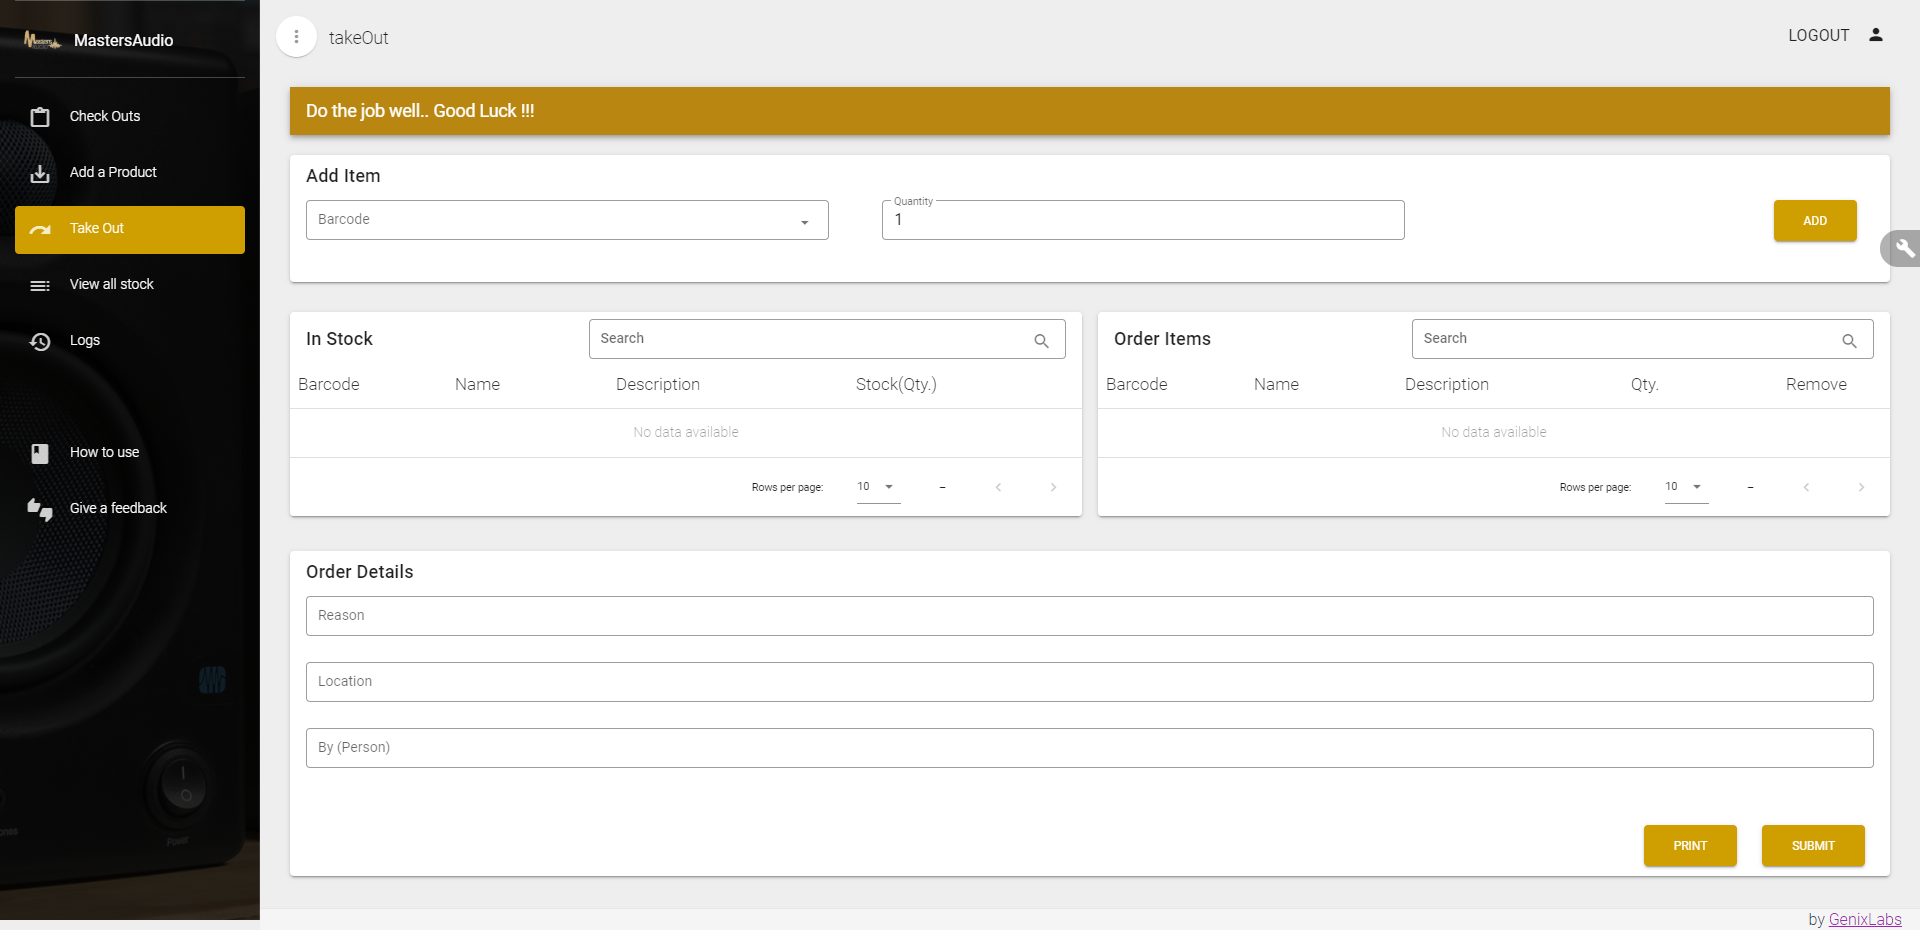 MastersAudio
Check Outs
Add a Product
Take Out
View all stock
Logs
How to use
Give a feedback
Power
takeOut
LOGOUT
Do the job well.. Good Luck !!!
Add Item
Barcode
Quantity
1
ADD
In Stock
Search
Barcode Name Description Stock(Qty.)
No data available
Rows per page: 10 –
Order Items
Search
Barcode Name Description Qty. Remove
No data available
Rows per page: 10 –
Order Details
Reason
Location
By (Person)
PRINT
SUBMIT
by GenixLabs